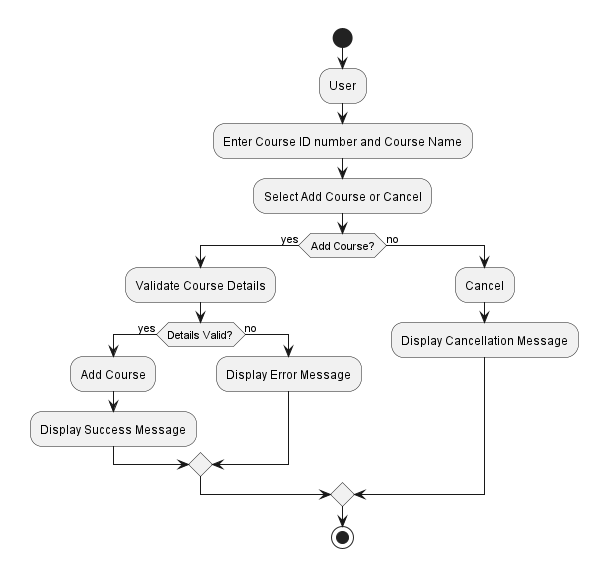 User
Enter Course ID number and Course Name
Select Add Course or Cancel
yes
Add Course?
no
Validate Course Details
Cancel
yes
Details Valid?
no
Display Cancellation Message
Add Course
Display Error Message
Display Success Message